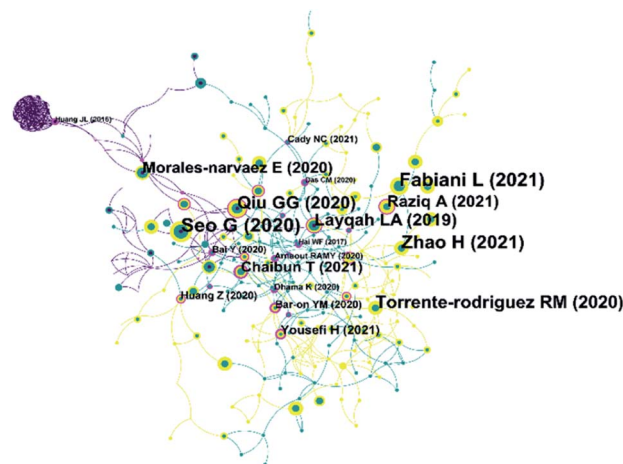 Huang JL (2016)
Cady NC (2021)
Morales-narvaez E (2020)
Das CM (2020)
Fabiani L (2021)
Qiu GG (2020)
Raziq A (2021)
Seo G (2020)
Layqah LA (2019)
Hai WF (2017)
Zhao H (2021)
Bai Y (2020)
Arneout RAMY (2020)
Chaibun T (2021)
Dhama K (2020)
Huang Z (2020)
Bar-on YM (2020)
Torrente-rodriguez RM (2020)
Yousefi H (2021)